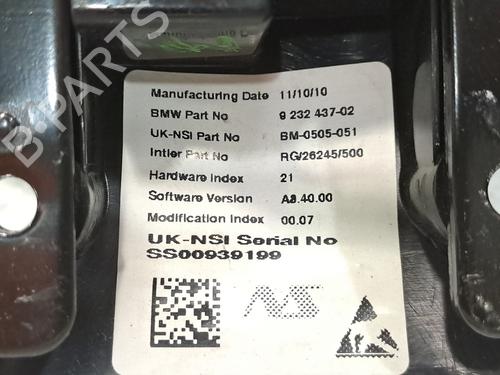 Manufacturing Date 11/10/10
BMW Part No 9 232 437-02
UK-NSI Part No BM-0505-051
Intier Part No RG/26245/500
Hardware Index 21
Software Version A8.40.00
Modification Index 00.07
UK-NSI Serial No
SS00939199
NS